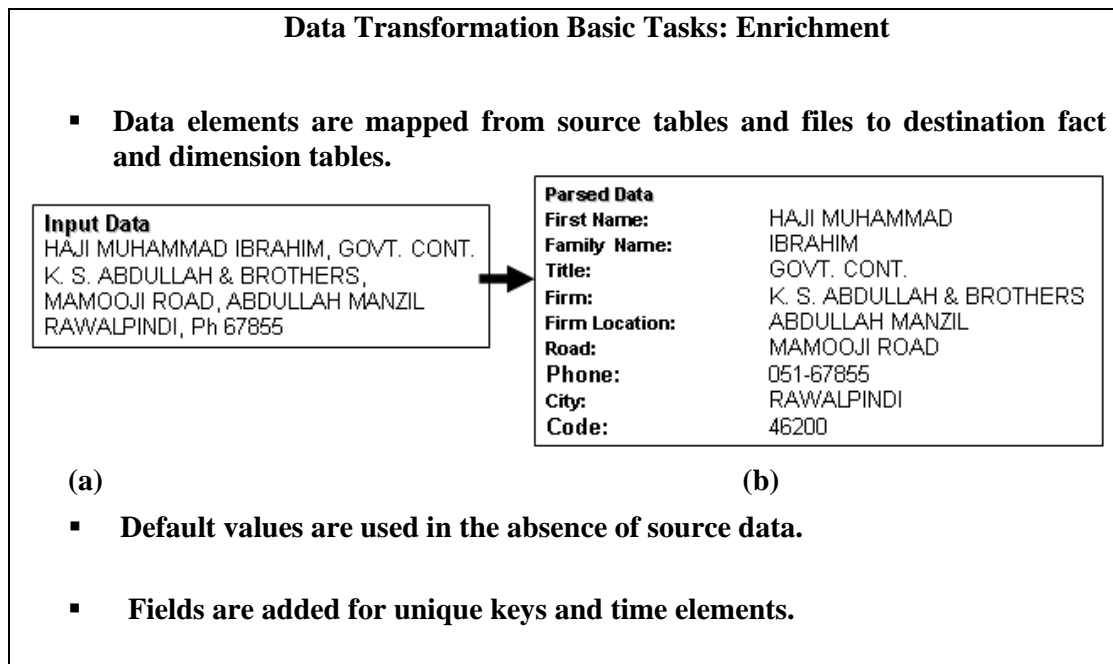 Data Transformation Basic Tasks: Enrichment
▪ Data elements are mapped from source tables and files to destination fact
and dimension tables.
Input Data
HAJI MUHAMMAD IBRAHIM, GOVT. CONT.
K. S. ABDULLAH & BROTHERS,
MAMOOJI ROAD, ABDULLAH MANZIL
RAWALPINDI, Ph 67855
Parsed Data
First Name: HAJI MUHAMMAD
Family Name: IBRAHIM
Title: GOVT. CONT.
Firm: K. S. ABDULLAH & BROTHERS
Firm Location: ABDULLAH MANZIL
Road: MAMOOJI ROAD
Phone: 051-67855
City: RAWALPINDI
Code: 46200
(a) (b)
▪ Default values are used in the absence of source data.
▪ Fields are added for unique keys and time elements.